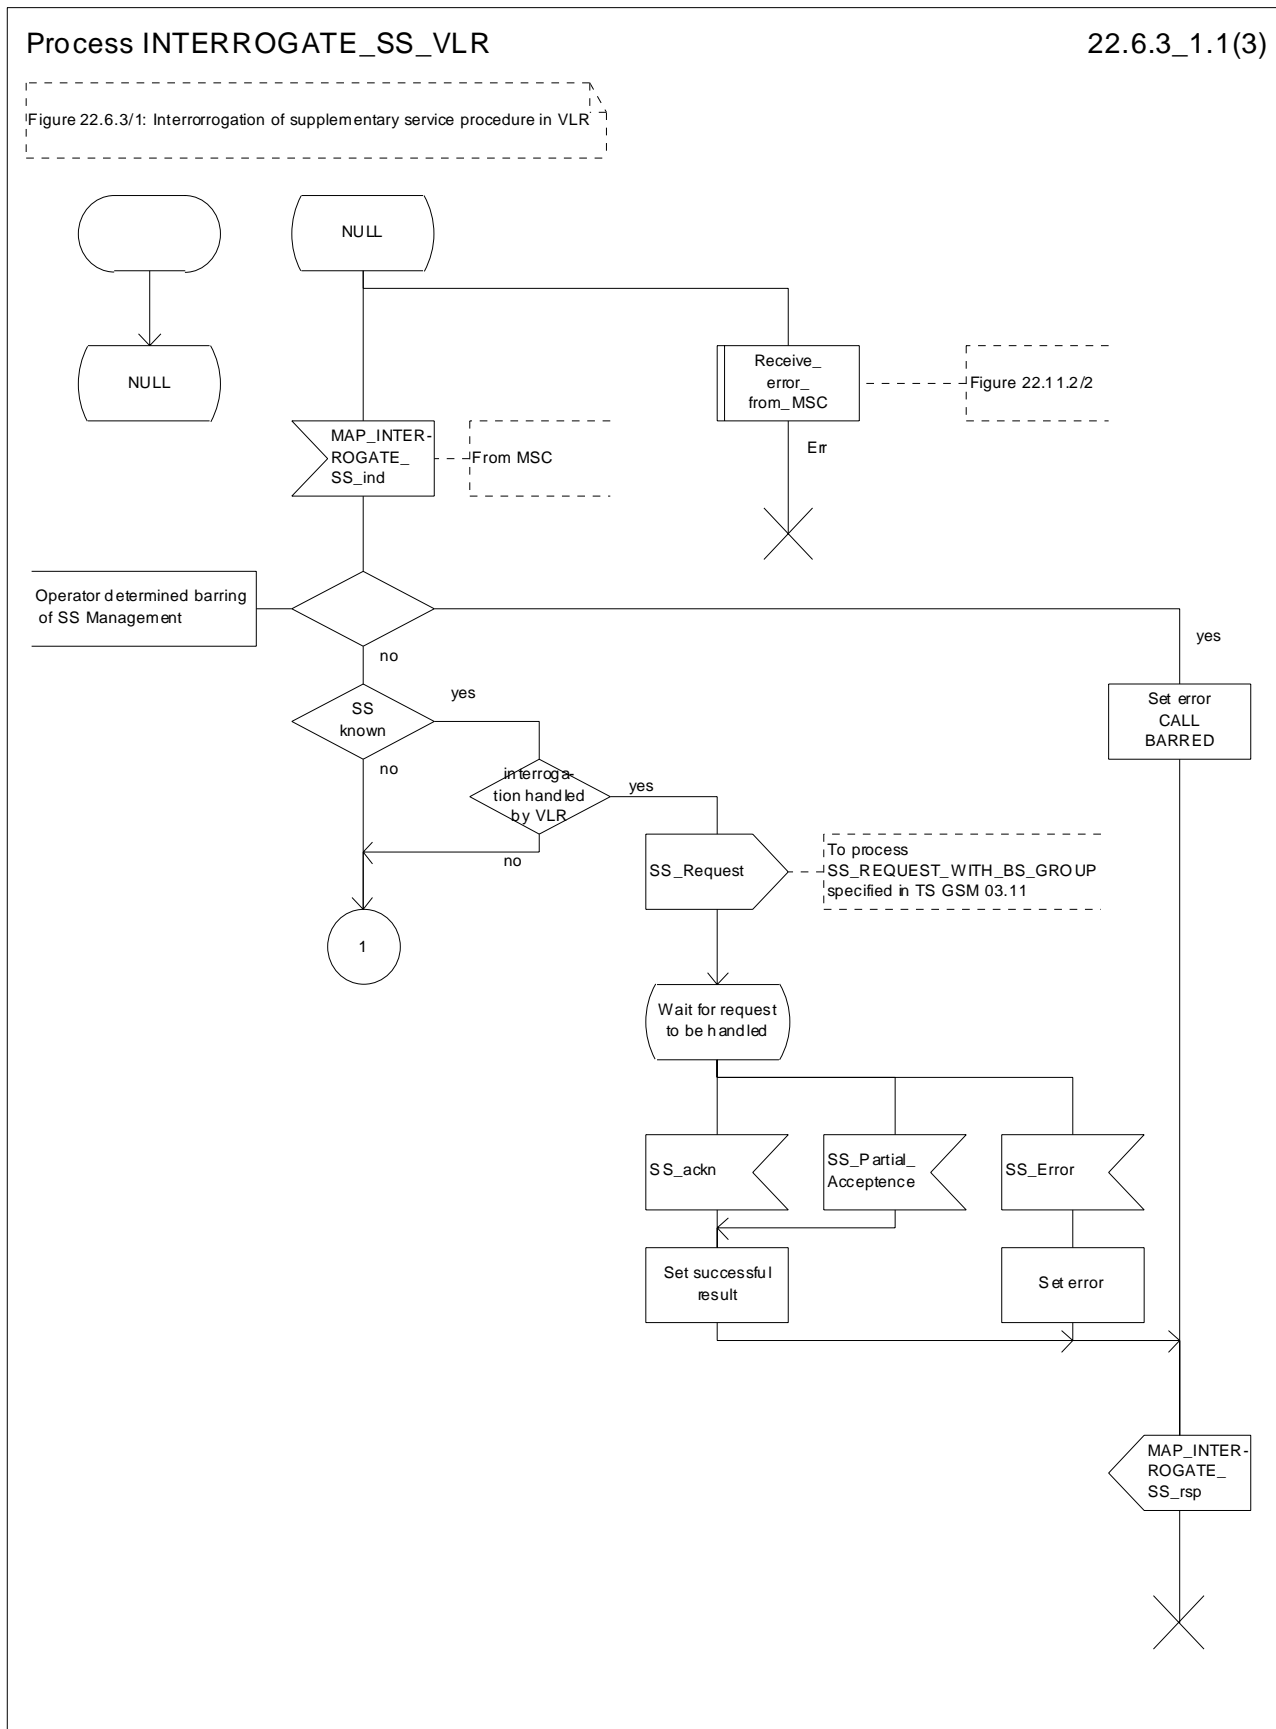 Process INTERROGATE_SS_VLR
22.6.3_1.1(3)
Figure 22.6.3/1: Interrorrogation of supplementary service procedure in VLR
NULL
NULL
Receive_
error_
from_MSC
Figure 22.11.2/2
MAP_INTER-
ROGATE_
SS_ind
From MSC
Err
Operator determined barring
of SS Management
yes
no
SS
known
yes
no
Set error
CALL
BARRED
interroga-
tion handled
by VLR
yes
no
SS_Request
To process
SS_REQUEST_WITH_BS_GROUP
specified in TS GSM 03.11
1
Wait for request
to be handled
SS_ackn
SS_Partial_
Acceptence
SS_Error
Set successful
result
Set error
MAP_INTER-
ROGATE_
SS_rsp